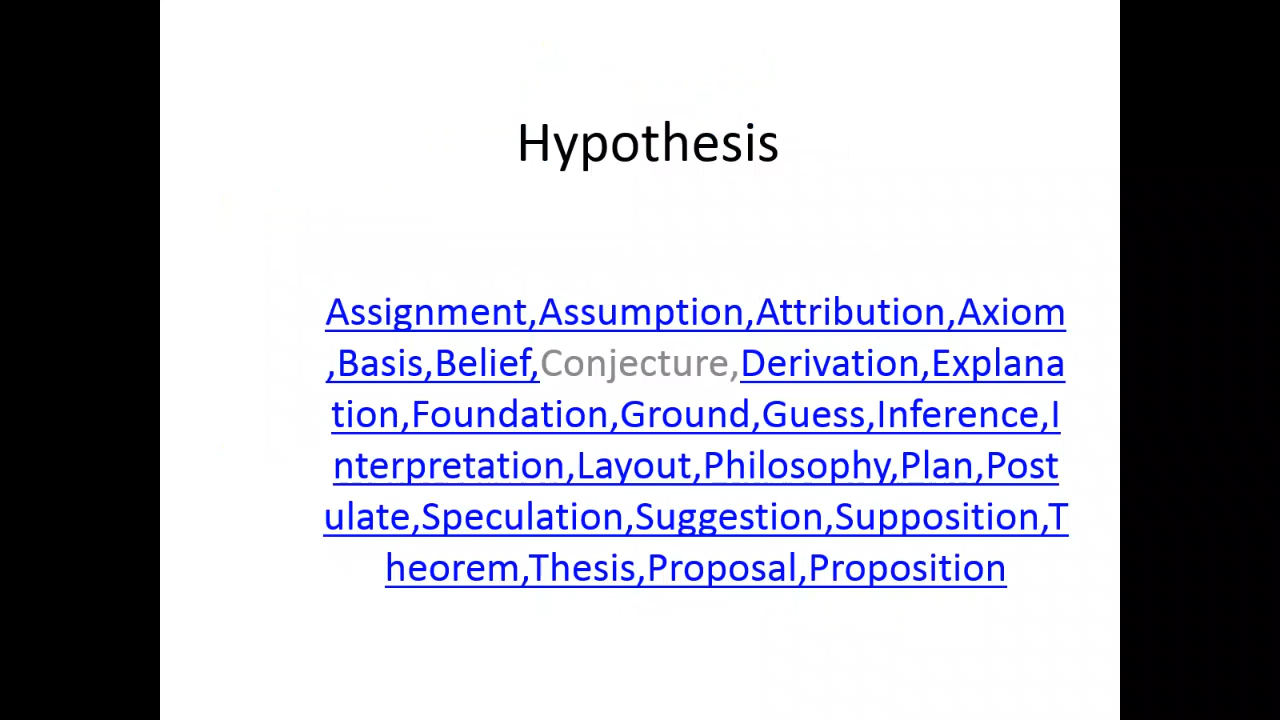 Hypothesis
Assignment,Assumption,Attribution,Axiom
,Basis,Belief,Conjecture,Derivation,Explana
tion,Foundation,Ground,Guess,Inference,I
nterpretation,Layout,Philosophy,Plan,Post
ulate,Speculation,Suggestion,Supposition,T
heorem,Thesis,Proposal,Proposition